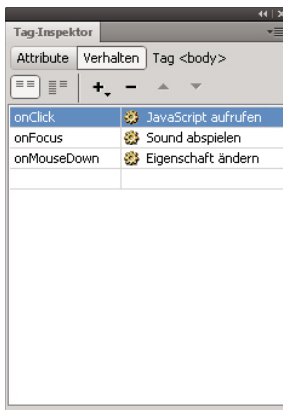 Tag-Inspektor
Attribute Verhalten Tag <body>
onClick JavaScript aufrufen
onFocus Sound abspielen
onMouseDown Eigenschaft ändern